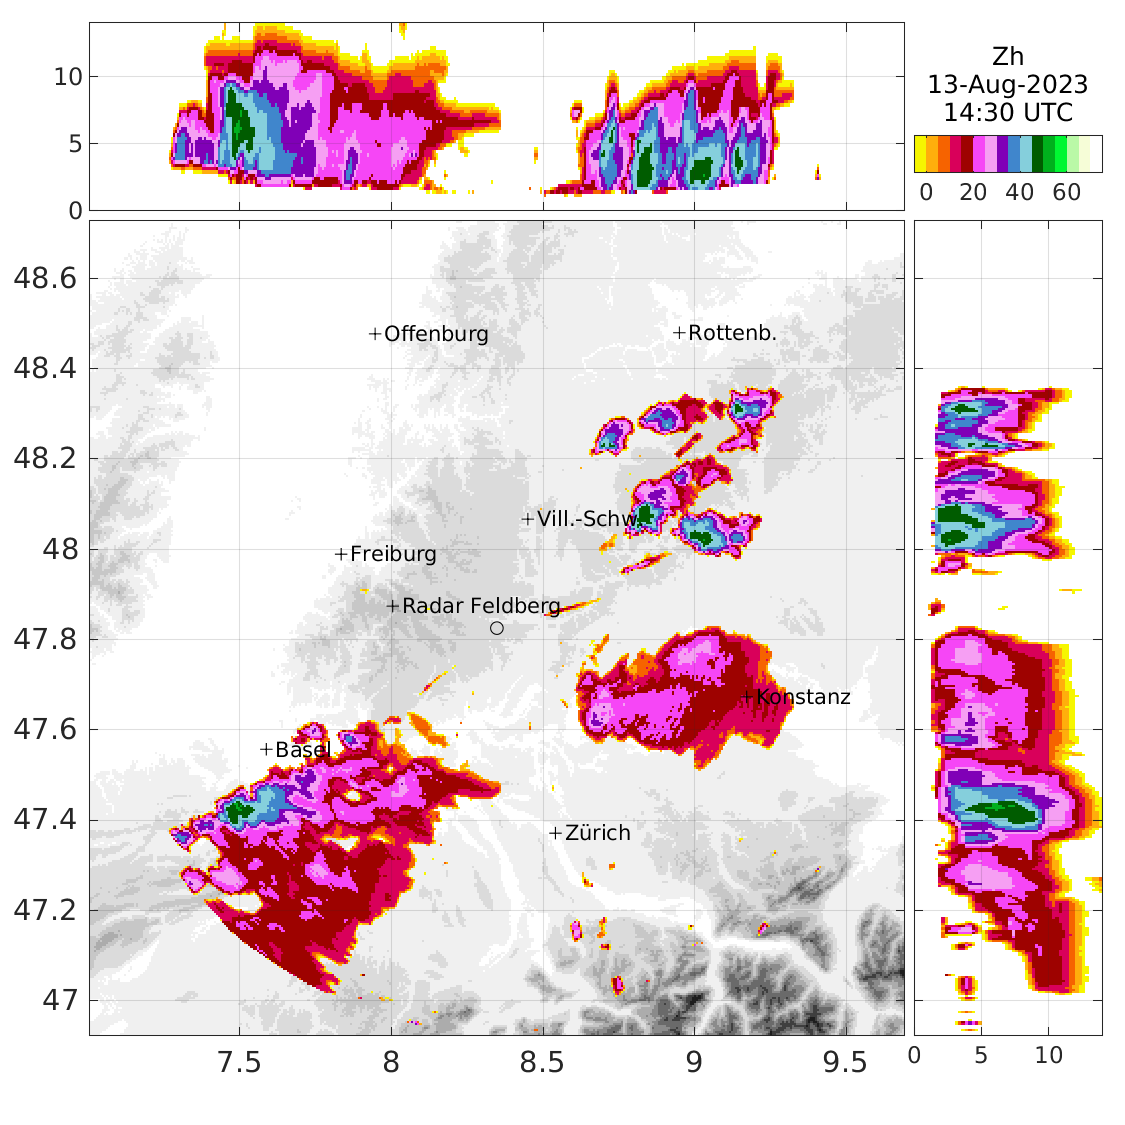 10
5
0
Zh
13-Aug-2023
14:30 UTC
0 20 40 60
48.6
48.4
48.2
48
47.8
47.6
47.4
47.2
47
+Offenburg
+Rottenb.
+Vill.-Schw.
+Freiburg
+Radar Feldberg
+Konstanz
+Basel
+Zürich
7.5 8 8.5 9 9.5
0 5 10